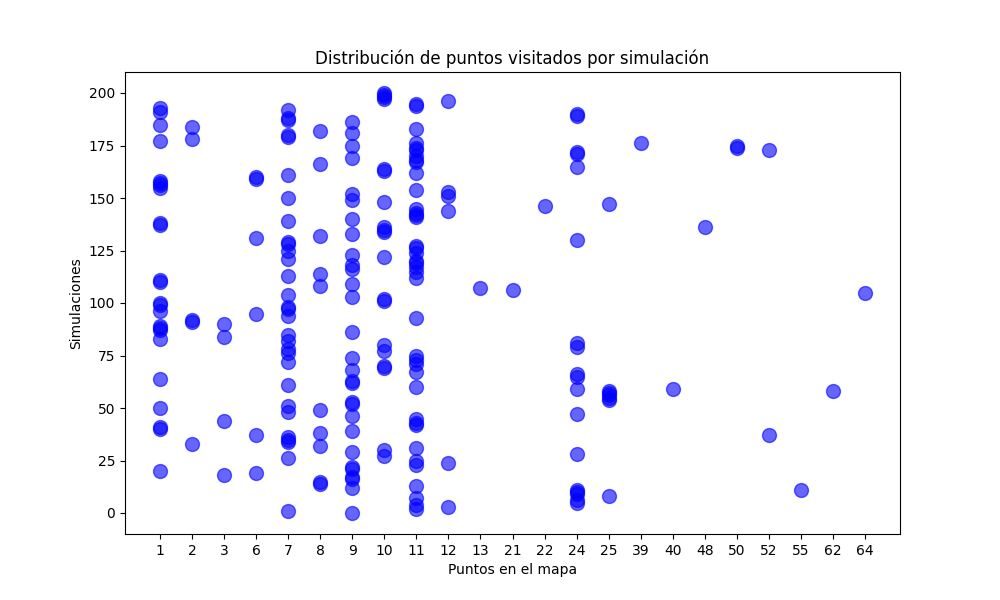 Distribución de puntos visitados por simulación
200
175
150
125
100
75
50
25
0
Simulaciones
1 2 3 6 7 8 9 10 11 12 13 21 22 24 25 39 40 48 50 52 55 62 64
Puntos en el mapa